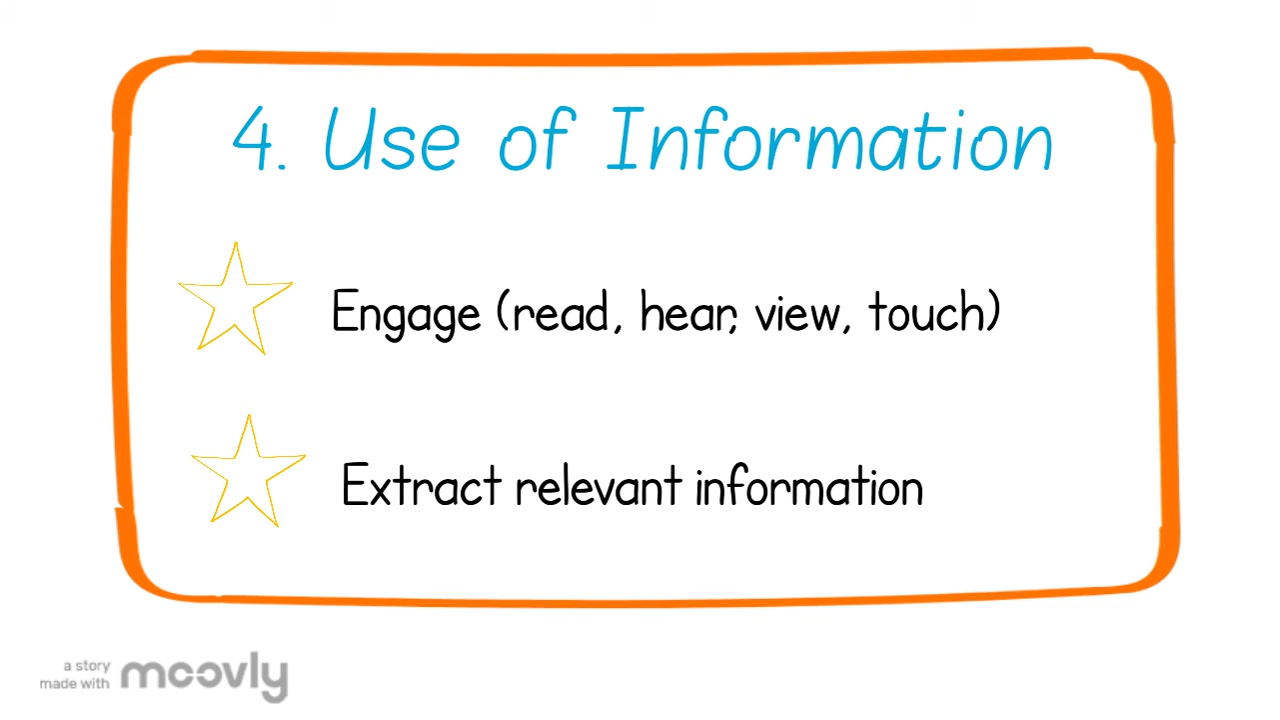 4. Use of Information
Engage (read, hear, view, touch)
Extract relevant information
a story
made with moovly